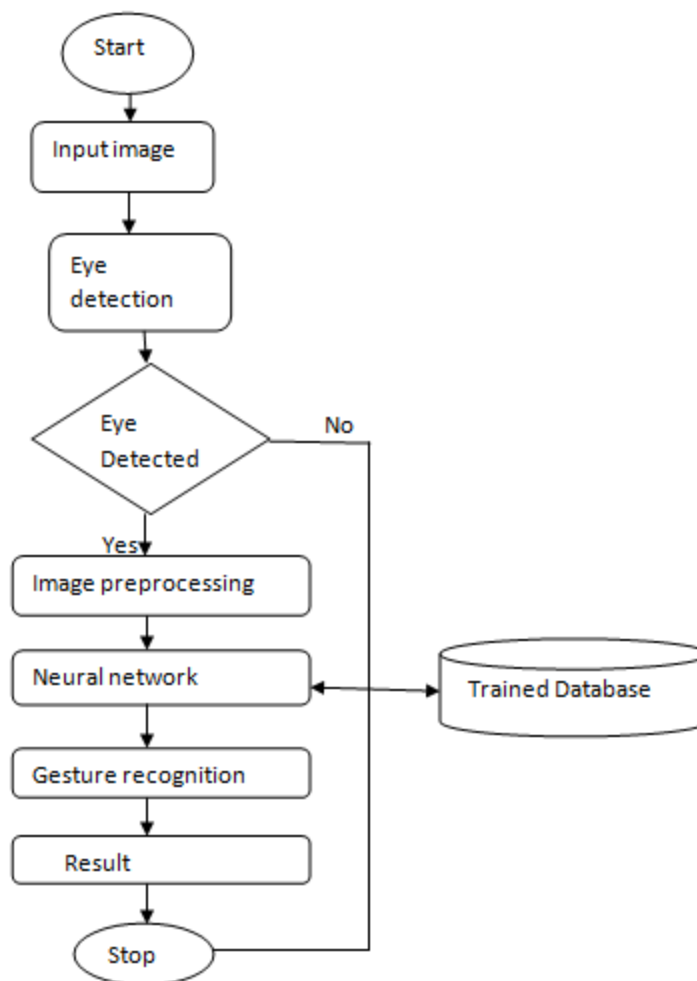 Start
Input image
Eye
detection
Eye
Detected
No
Yes
Image preprocessing
Neural network
Trained Database
Gesture recognition
Result
Stop